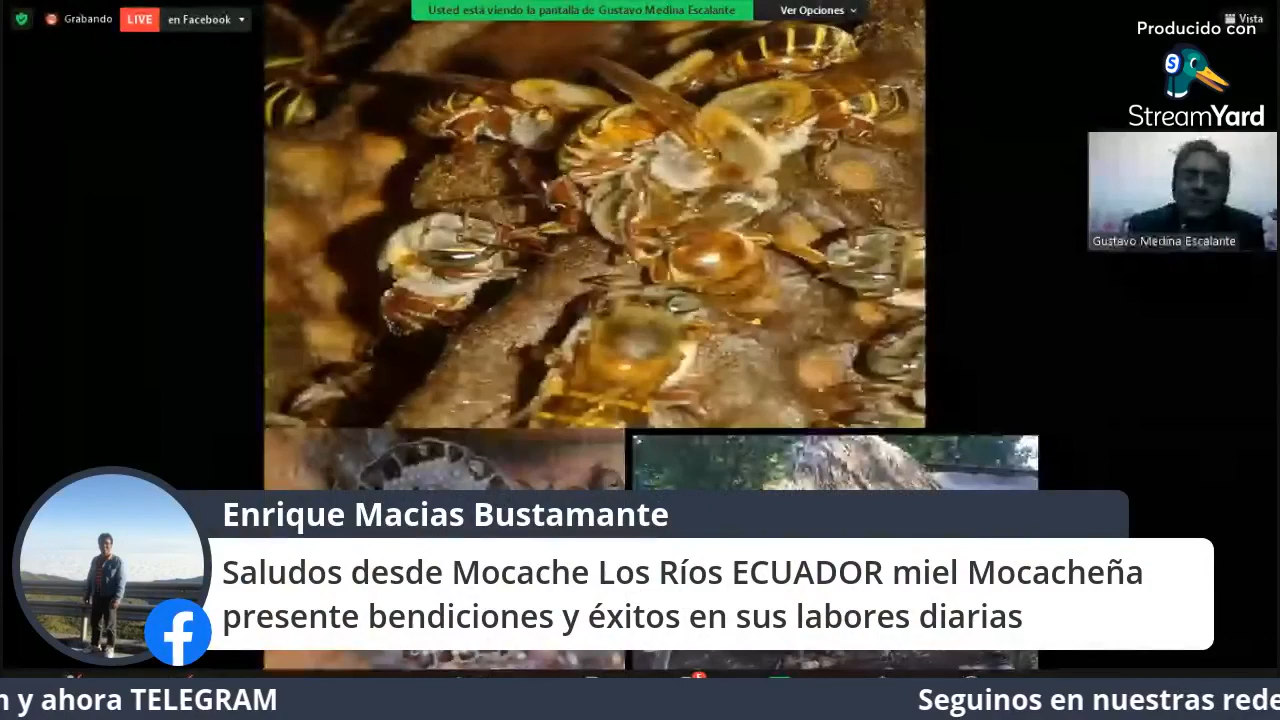 Grabando
LIVE
en Facebook
Usted está viendo la pantalla de Gustavo Medina Escalante
Ver Opciones
Vista
Producido con
S
StreamYard
Gustavo Medina Escalante
Enrique Macias Bustamante
Saludos desde Mocache Los Ríos ECUADOR miel Mocacheña
presente bendiciones y éxitos en sus labores diarias
n y ahora TELEGRAM
Seguinos en nuestras rede